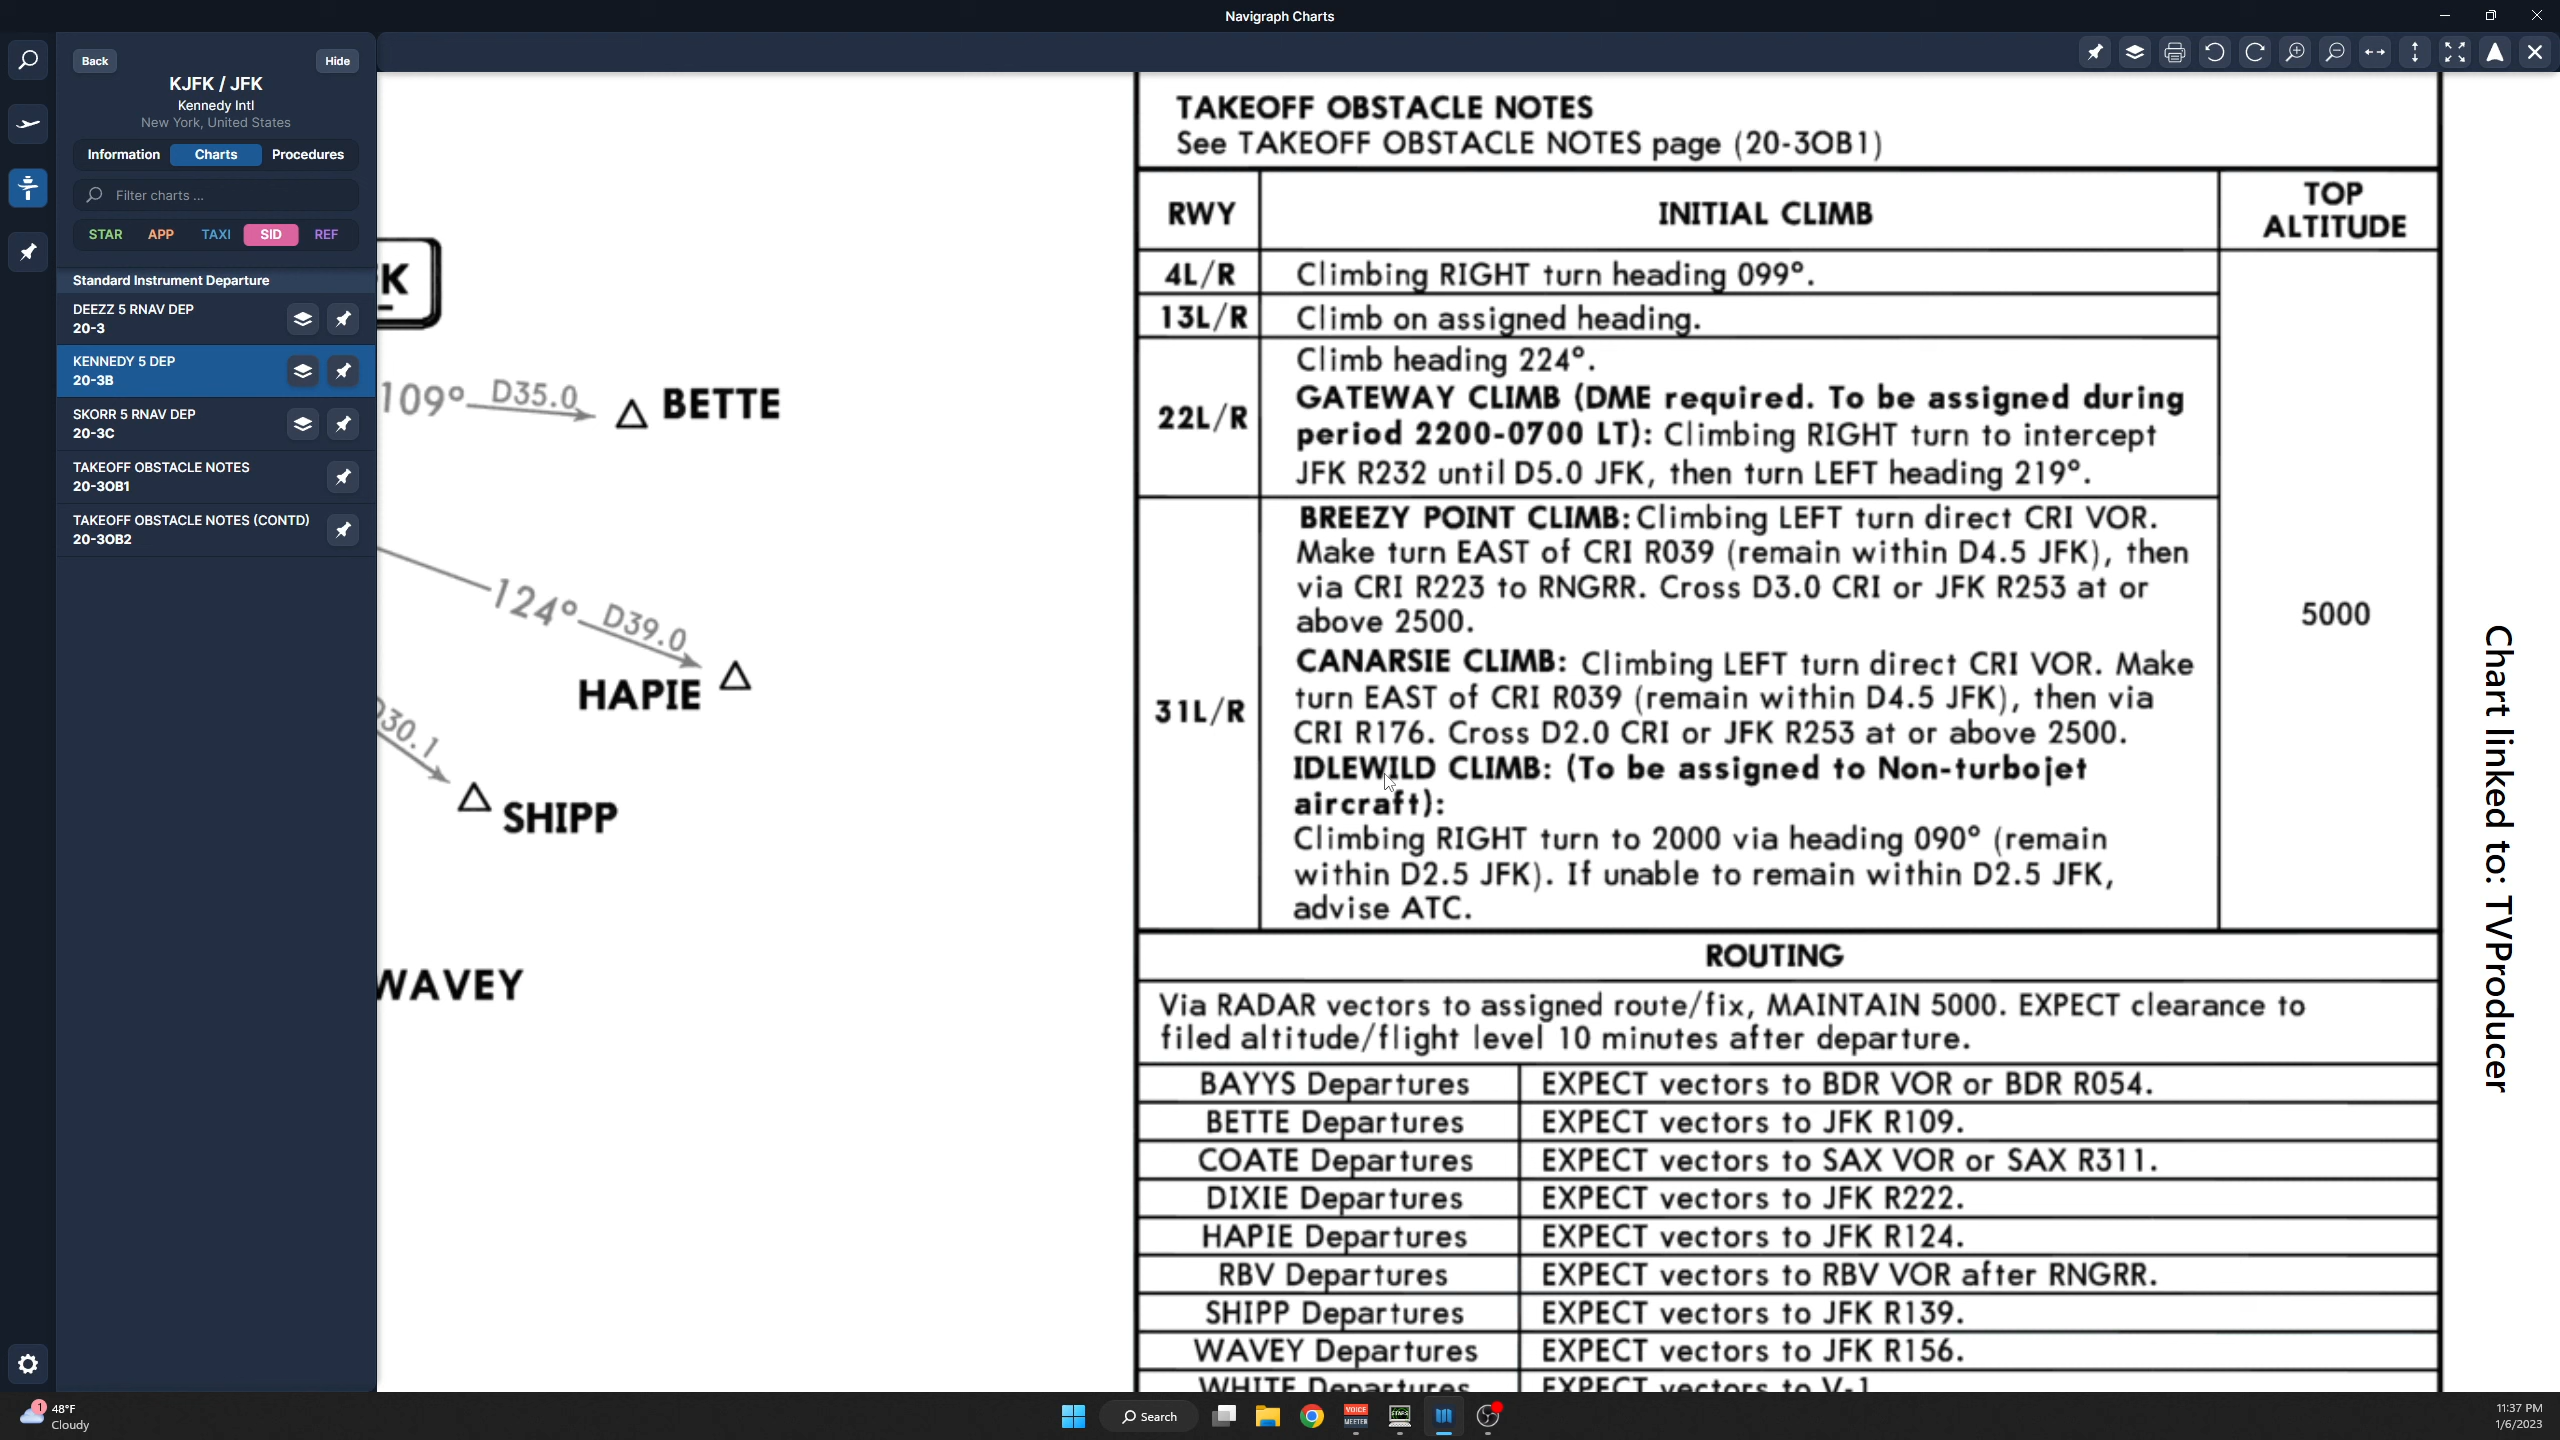 Navigraph Charts
Back
Hide
KJFK / JFK
Kennedy Intl
New York, United States
Information Charts Procedures
Filter charts ...
STAR APP TAXI SID REF
Standard Instrument Departure
DEEZZ 5 RNAV DEP
20-3
KENNEDY 5 DEP
20-3B
SKORR 5 RNAV DEP
20-3C
TAKEOFF OBSTACLE NOTES
20-3OB1
TAKEOFF OBSTACLE NOTES (CONTD)
20-3OB2
K
109° D35.0 BETTE
124° D39.0
HAPIE
D30.1
SHIPP
WAVEY
TAKEOFF OBSTACLE NOTES
See TAKEOFF OBSTACLE NOTES page (20-3OB1)
RWY INITIAL CLIMB TOP
ALTITUDE
4L/R Climbing RIGHT turn heading 099°.
13L/R Climb on assigned heading.
22L/R
Climb heading 224°.
GATEWAY CLIMB (DME required. To be assigned during
period 2200-0700 LT): Climbing RIGHT turn to intercept
JFK R232 until D5.0 JFK, then turn LEFT heading 219°.
31L/R
BREEZY POINT CLIMB: Climbing LEFT turn direct CRI VOR.
Make turn EAST of CRI R039 (remain within D4.5 JFK), then
via CRI R223 to RNGRR. Cross D3.0 CRI or JFK R253 at or
above 2500.
CANARSIE CLIMB: Climbing LEFT turn direct CRI VOR. Make
turn EAST of CRI R039 (remain within D4.5 JFK), then via
CRI R176. Cross D2.0 CRI or JFK R253 at or above 2500.
IDLEWILD CLIMB: (To be assigned to Non-turbojet
aircraft):
Climbing RIGHT turn to 2000 via heading 090° (remain
within D2.5 JFK). If unable to remain within D2.5 JFK,
advise ATC.
5000
ROUTING
Via RADAR vectors to assigned route/fix, MAINTAIN 5000. EXPECT clearance to
filed altitude/flight level 10 minutes after departure.
BAYYS Departures EXPECT vectors to BDR VOR or BDR R054.
BETTE Departures EXPECT vectors to JFK R109.
COATE Departures EXPECT vectors to SAX VOR or SAX R311.
DIXIE Departures EXPECT vectors to JFK R222.
HAPIE Departures EXPECT vectors to JFK R124.
RBV Departures EXPECT vectors to RBV VOR after RNGRR.
SHIPP Departures EXPECT vectors to JFK R139.
WAVEY Departures EXPECT vectors to JFK R156.
WHITE Departures EXPECT vectors to V-1
Chart linked to: TVProducer
1
48°F
Cloudy
Search
VOICE
MEETER
11:37 PM
1/6/2023